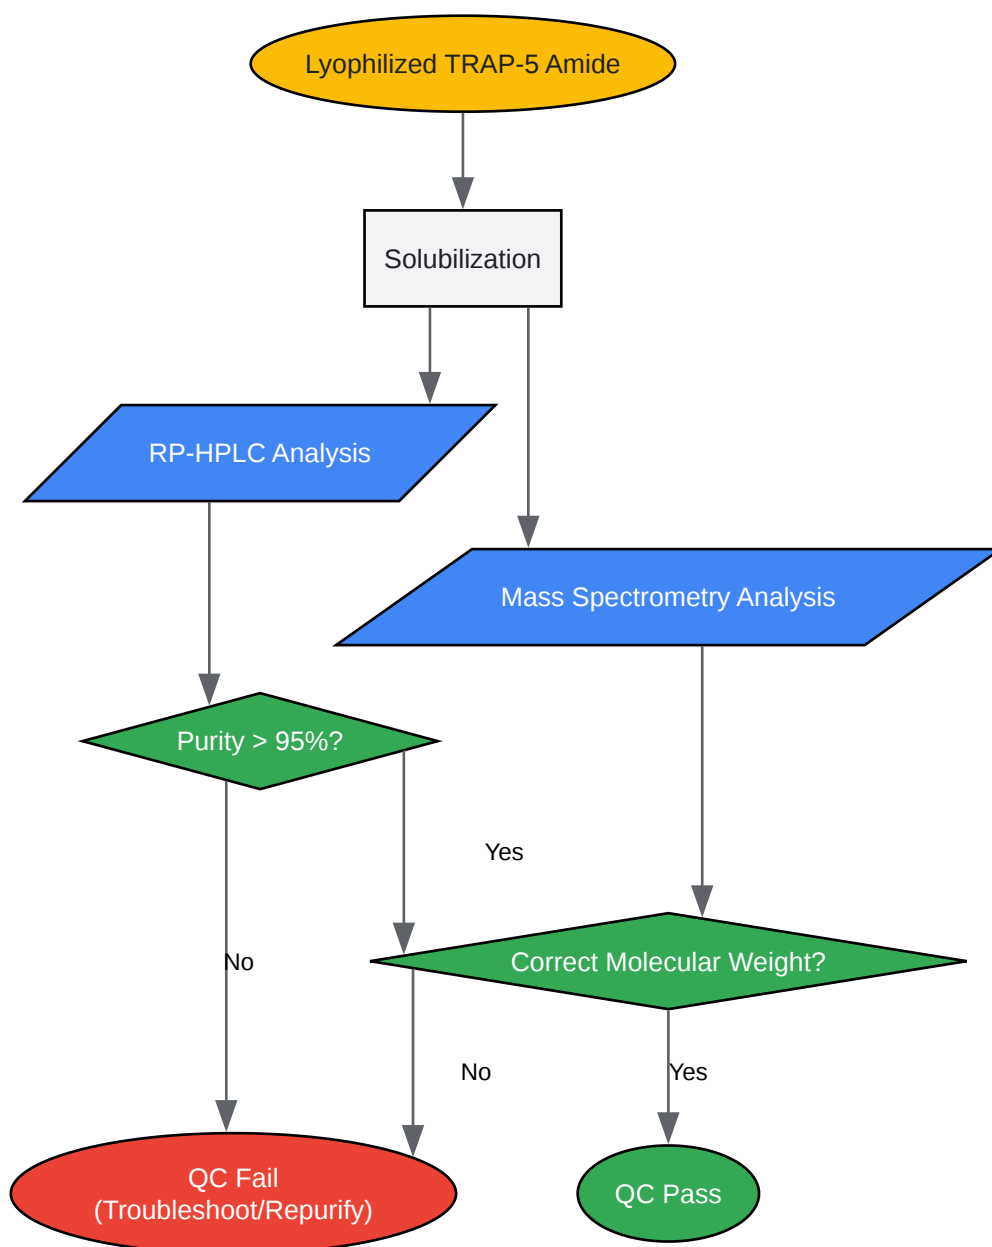 Lyophilized TRAP-5 Amide
Solubilization
RP-HPLC Analysis
Mass Spectrometry Analysis
Purity > 95%?
Yes
No
Correct Molecular Weight?
No
Yes
QC Fail
(Troubleshoot/Repurify)
QC Pass